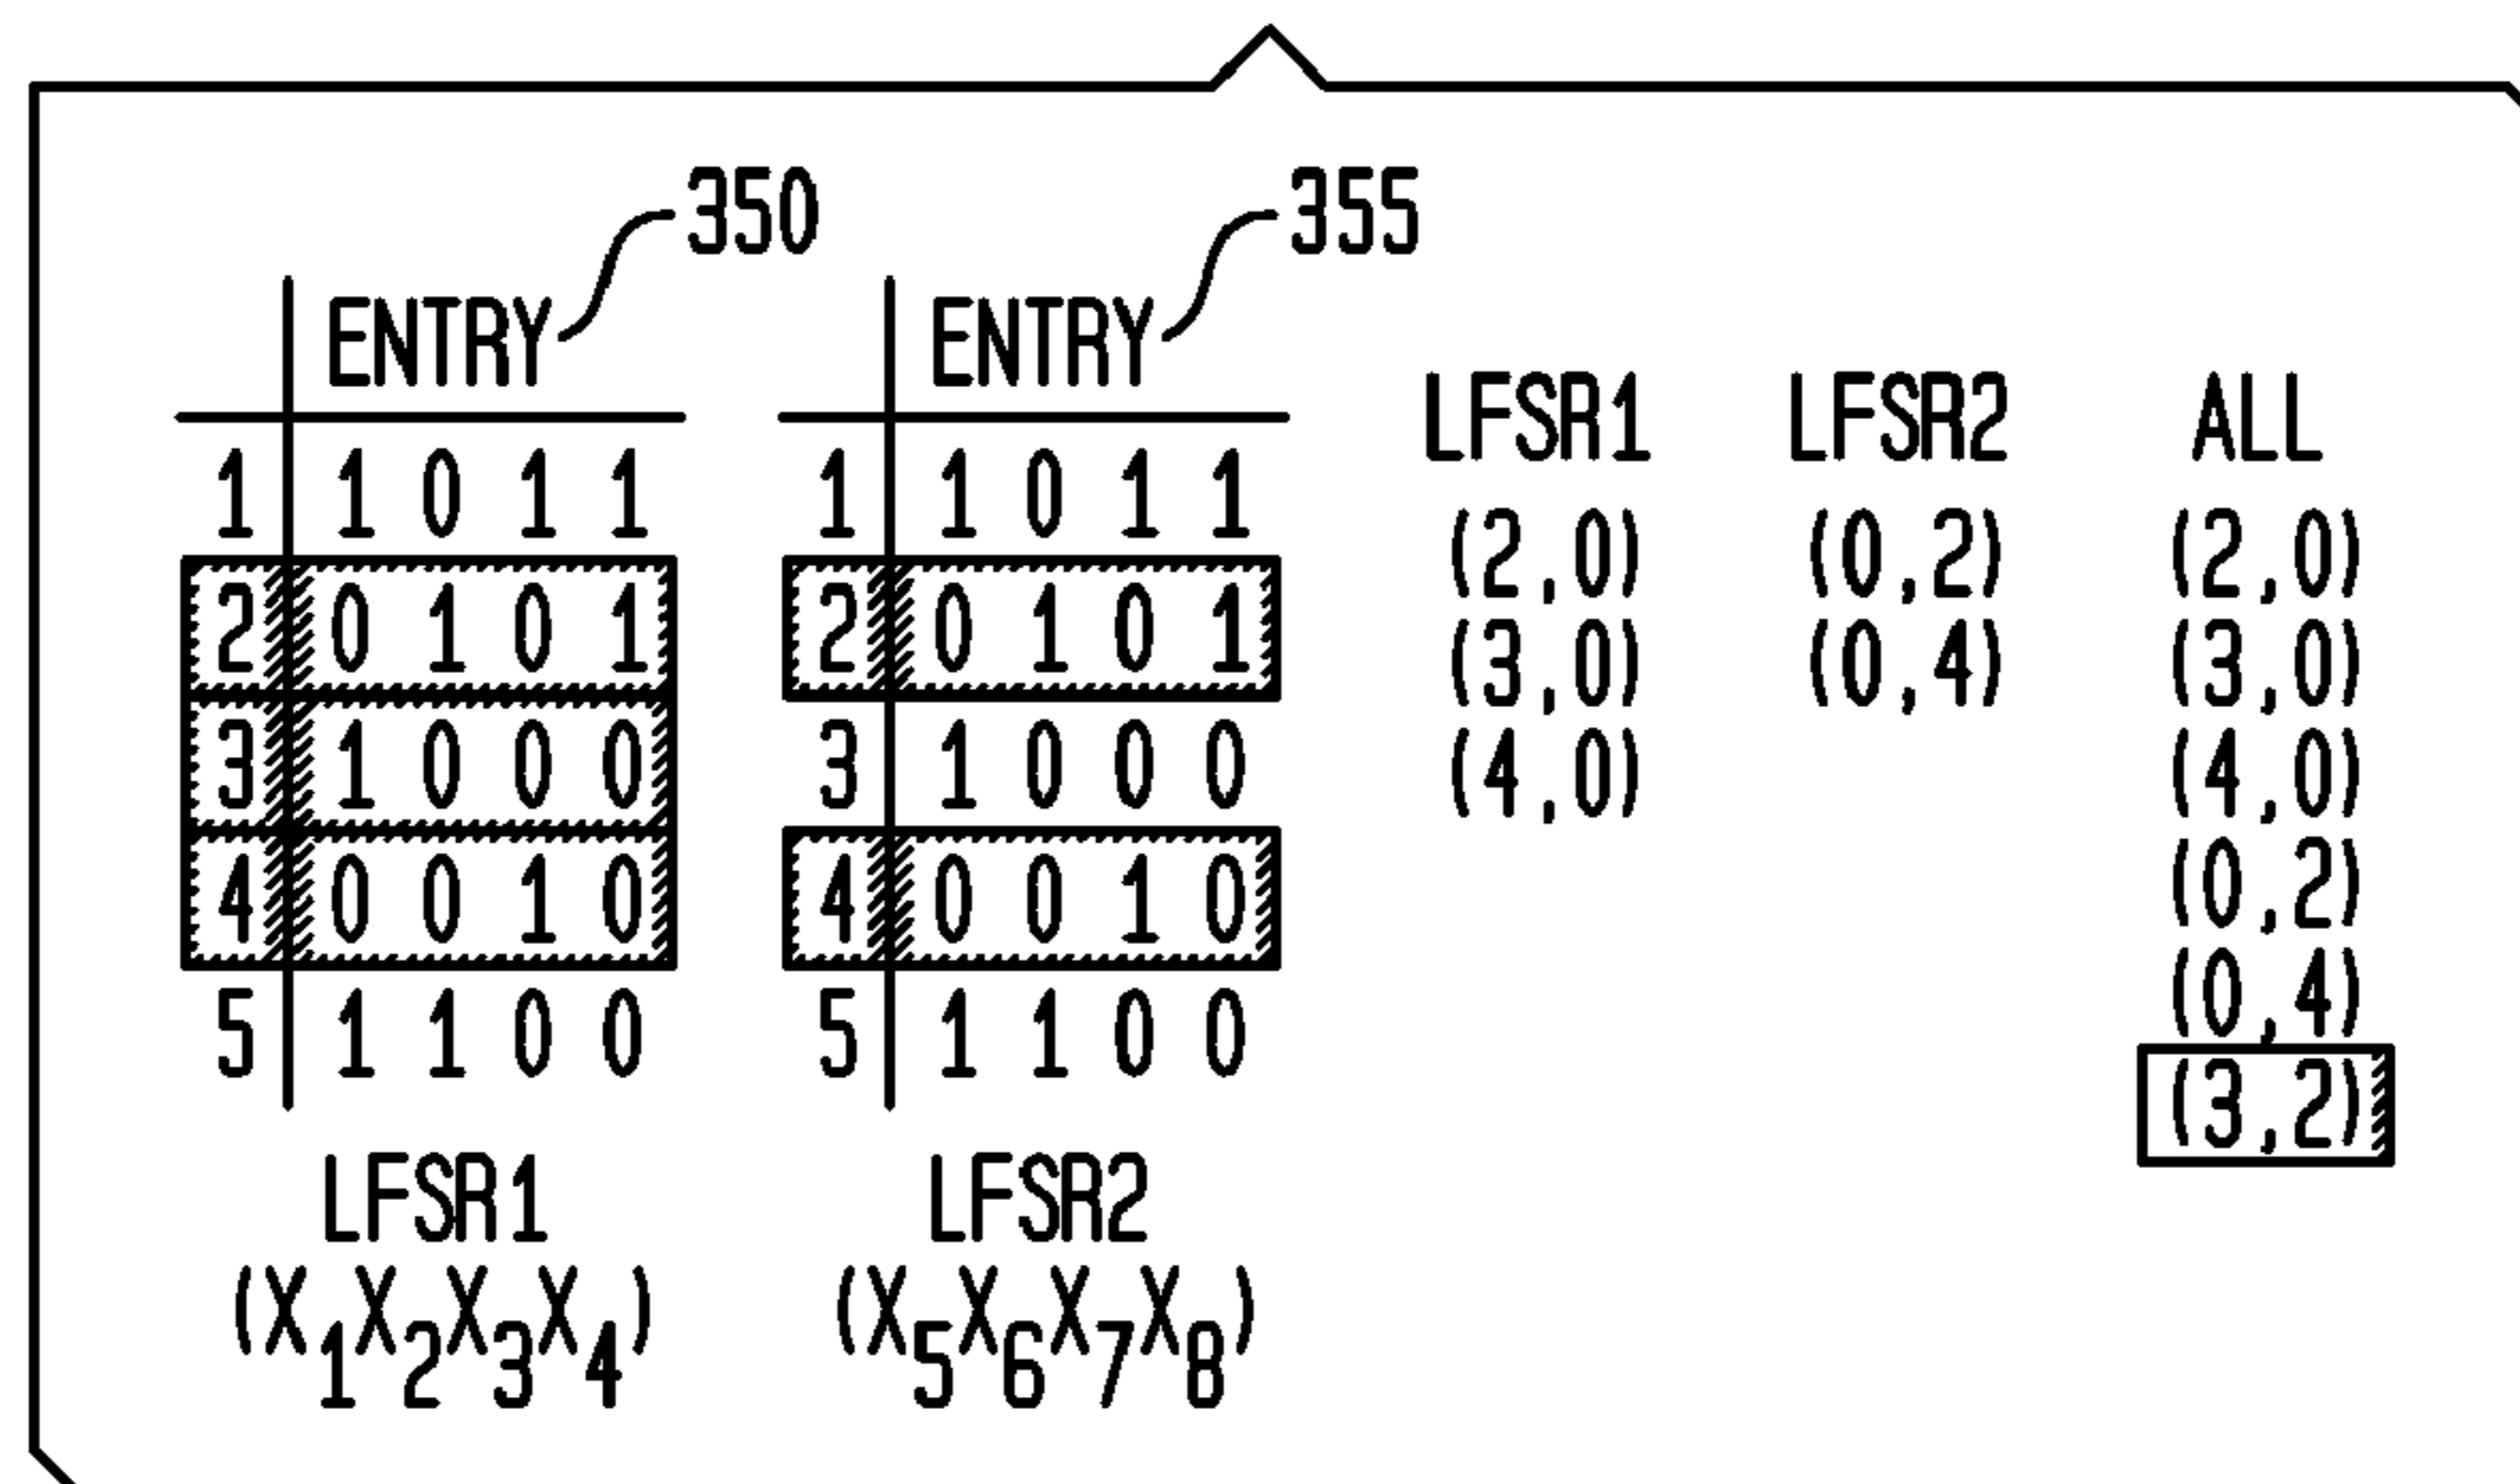 350 355
ENTRY ENTRY
LFSR1 LFSR2 ALL
1 1 0 1 1 1 1 0 1 1
(2,0) (0,2) (2,0)
2 0 1 0 1 2 0 1 0 1
(3,0) (0,4) (3,0)
3 1 0 0 0 3 1 0 0 0
(4,0) (4,0)
4 0 0 1 0 4 0 0 1 0
(0,2)
(0,4)
5 1 1 0 0 5 1 1 0 0
(3,2)
LFSR1 LFSR2
(X1X2X3X4) (X5X6X7X8)